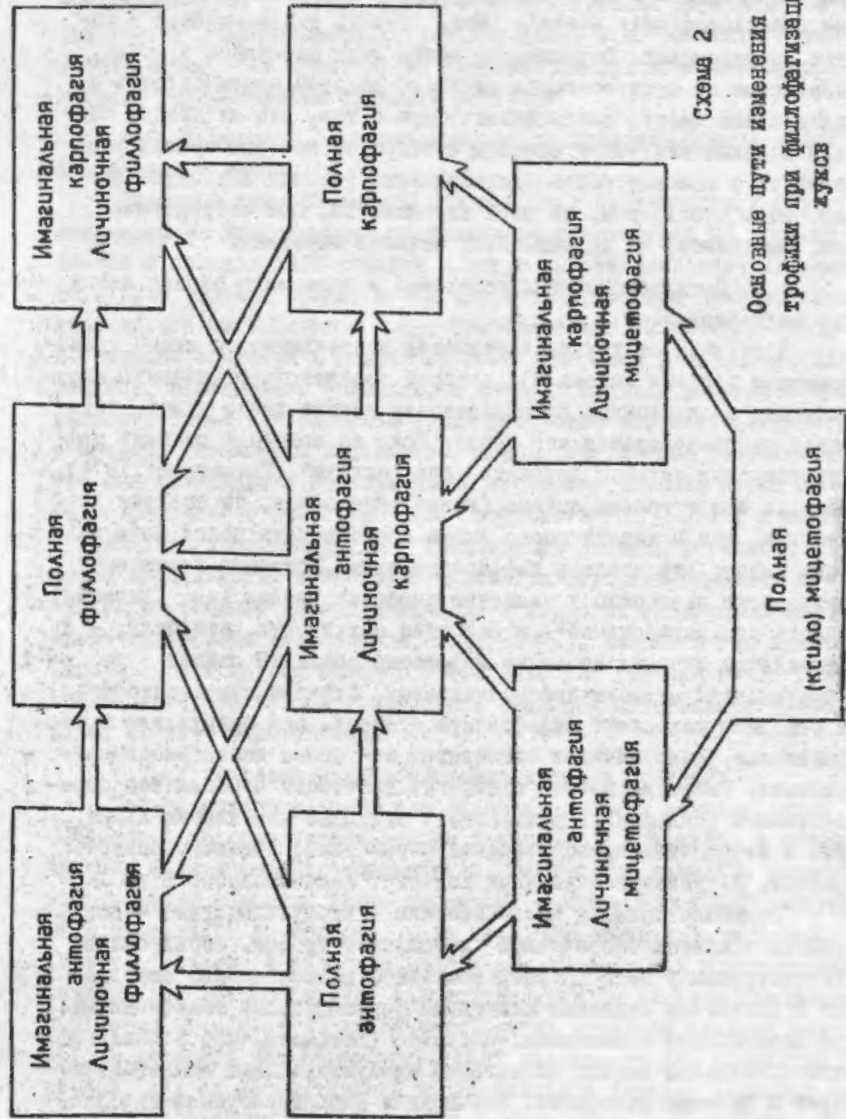 Имагинальная
антофагия
Личиночная
филлофагия
Полная
филлофагия
Имагинальная
карпофагия
Личиночная
филлофагия
Полная
антофагия
Имагинальная
антофагия
Личиночная
карпофагия
Полная
карпофагия
Имагинальная
антофагия
Личиночная
мицетофагия
Имагинальная
карпофагия
Личиночная
мицетофагия
Полная
(ксило) мицетофагия
Схема 2
Основные пути изменения
трофики при филлофагизац
жуков